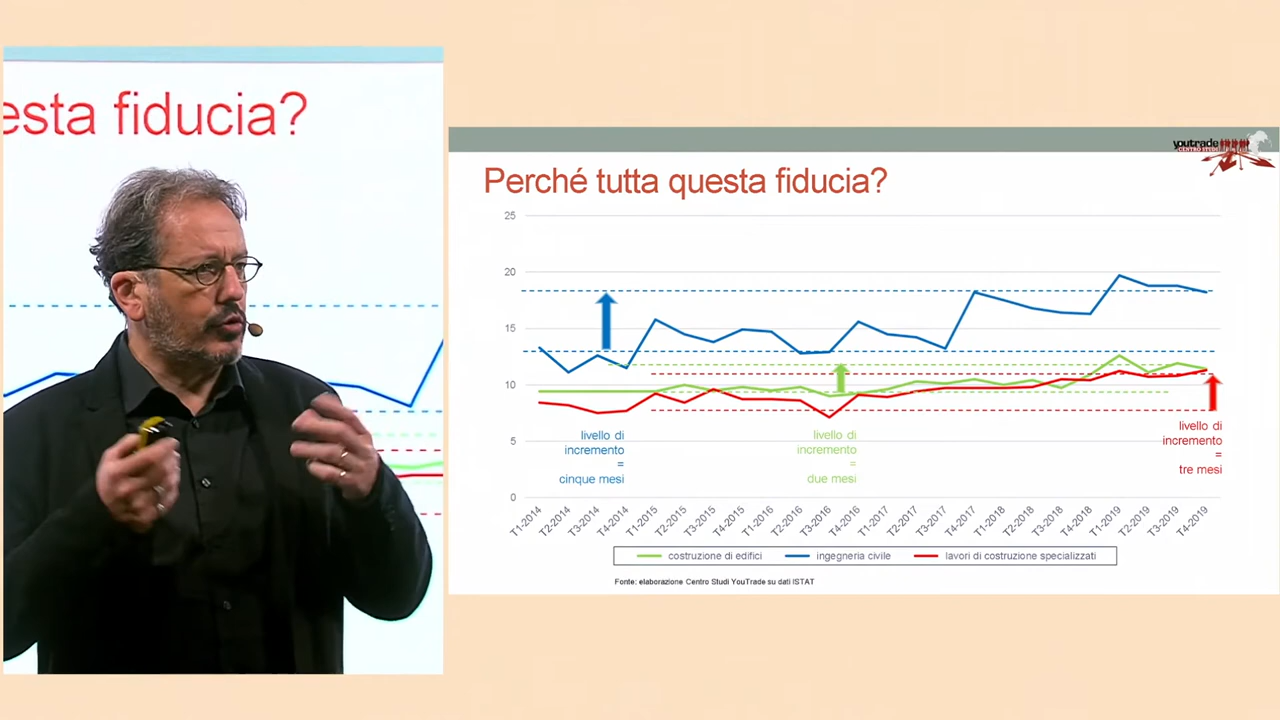 esta fiducia?
youtrade
CENTRO STUDI
Perché tutta questa fiducia?
25
20
15
10
5
0
livello di
incremento
=
cinque mesi
livello di
incremento
=
due mesi
livello di
incremento
=
tre mesi
T1-2014
T2-2014
T3-2014
T4-2014
T1-2015
T2-2015
T3-2015
T4-2015
T1-2016
T2-2016
T3-2016
T4-2016
T1-2017
T2-2017
T3-2017
T4-2017
T1-2018
T2-2018
T3-2018
T4-2018
T1-2019
T2-2019
T3-2019
T4-2019
costruzione di edifici
ingegneria civile
lavori di costruzione specializzati
Fonte: elaborazione Centro Studi YouTrade su dati ISTAT